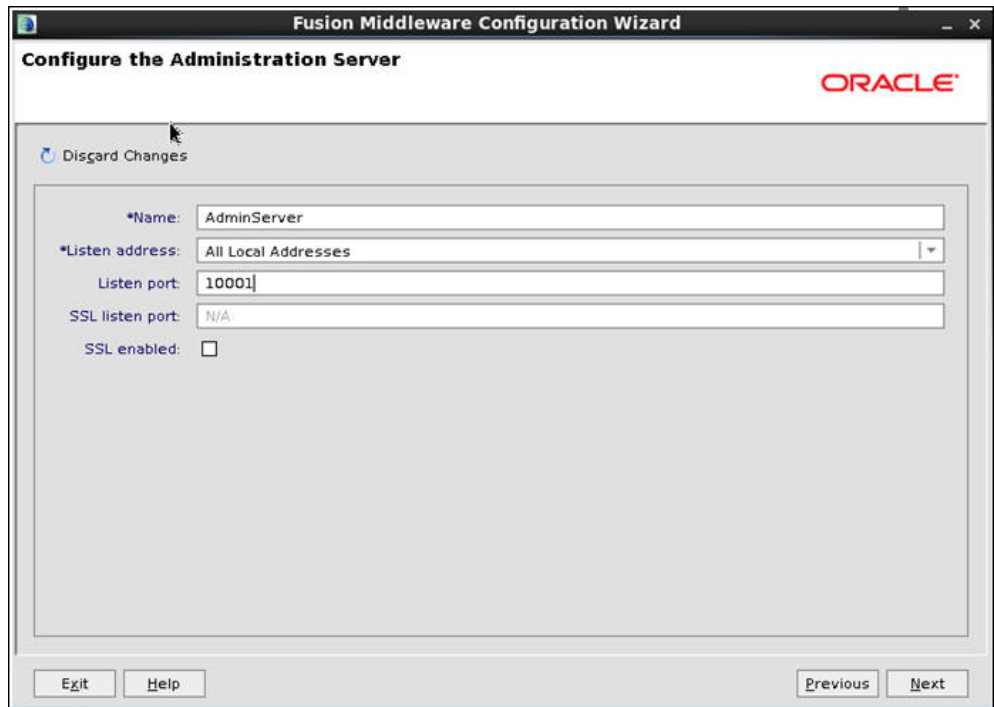 Fusion Middleware Configuration Wizard
Configure the Administration Server
ORACLE
Discard Changes
*Name: AdminServer
*Listen address: All Local Addresses
Listen port: 10001
SSL listen port: N/A
SSL enabled:
Exit Help Previous Next